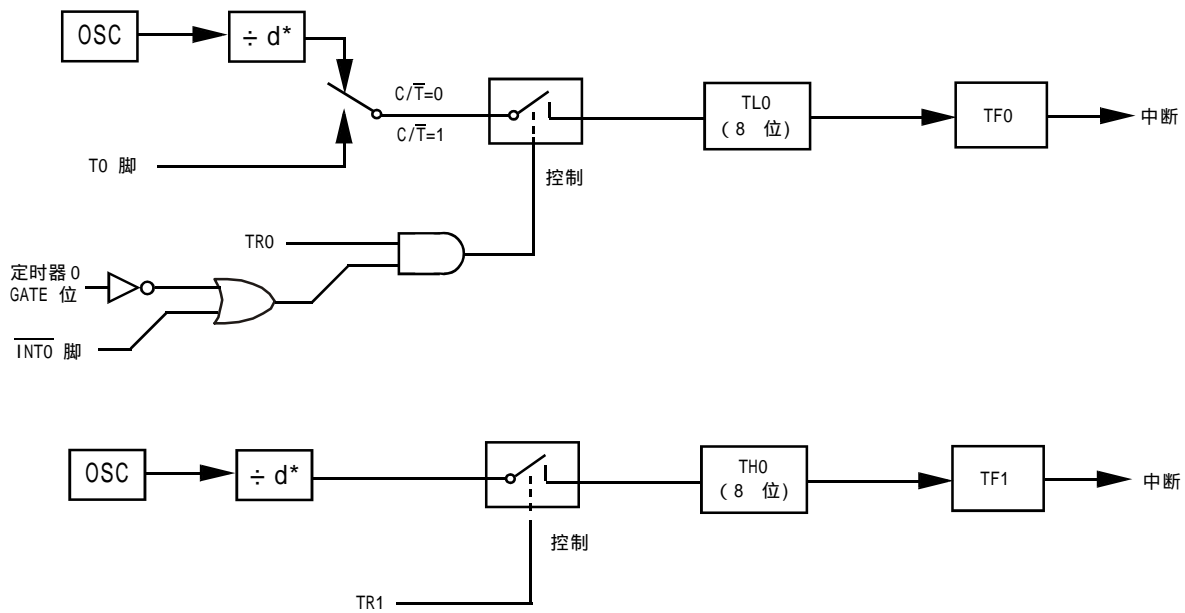 OSC
÷ d*
C/T̅=0
C/T̅=1
T0 脚
控制
TL0
(8 位)
TF0
中断
TR0
定时器0
GATE 位
I̅N̅T̅0̅ 脚
OSC
÷ d*
控制
TH0
(8 位)
TF1
中断
TR1